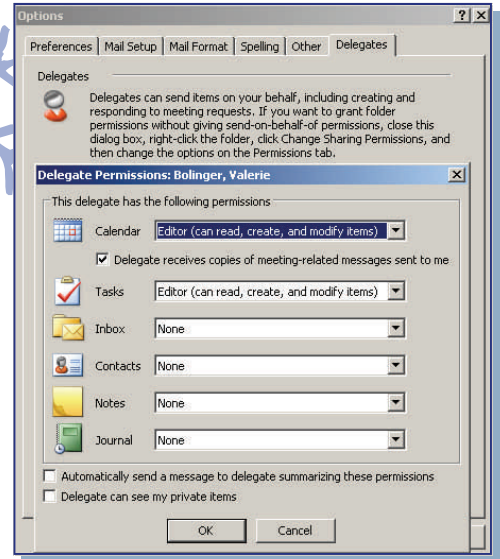 Options
Preferences Mail Setup Mail Format Spelling Other Delegates
Delegates
Delegates can send items on your behalf, including creating and
responding to meeting requests. If you want to grant folder
permissions without giving send-on-behalf-of permissions, close this
dialog box, right-click the folder, click Change Sharing Permissions, and
then change the options on the Permissions tab.
Delegate Permissions: Bolinger, Valerie
This delegate has the following permissions
Calendar Editor (can read, create, and modify items)
Delegate receives copies of meeting-related messages sent to me
Tasks Editor (can read, create, and modify items)
Inbox None
Contacts None
Notes None
Journal None
Automatically send a message to delegate summarizing these permissions
Delegate can see my private items
OK Cancel